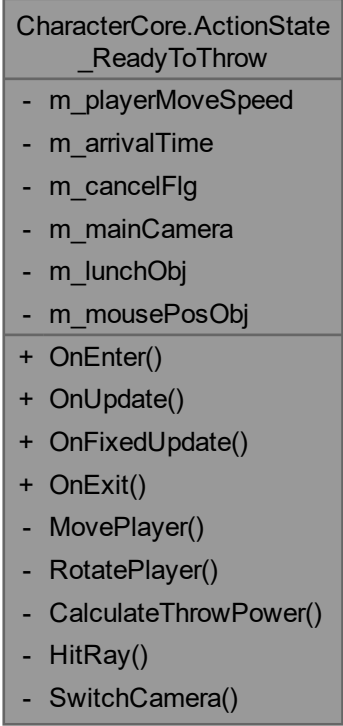 CharacterCore.ActionState
_ReadyToThrow
- m_playerMoveSpeed
- m_arrivalTime
- m_cancelFlg
- m_mainCamera
- m_lunchObj
- m_mousePosObj
+ OnEnter()
+ OnUpdate()
+ OnFixedUpdate()
+ OnExit()
- MovePlayer()
- RotatePlayer()
- CalculateThrowPower()
- HitRay()
- SwitchCamera()